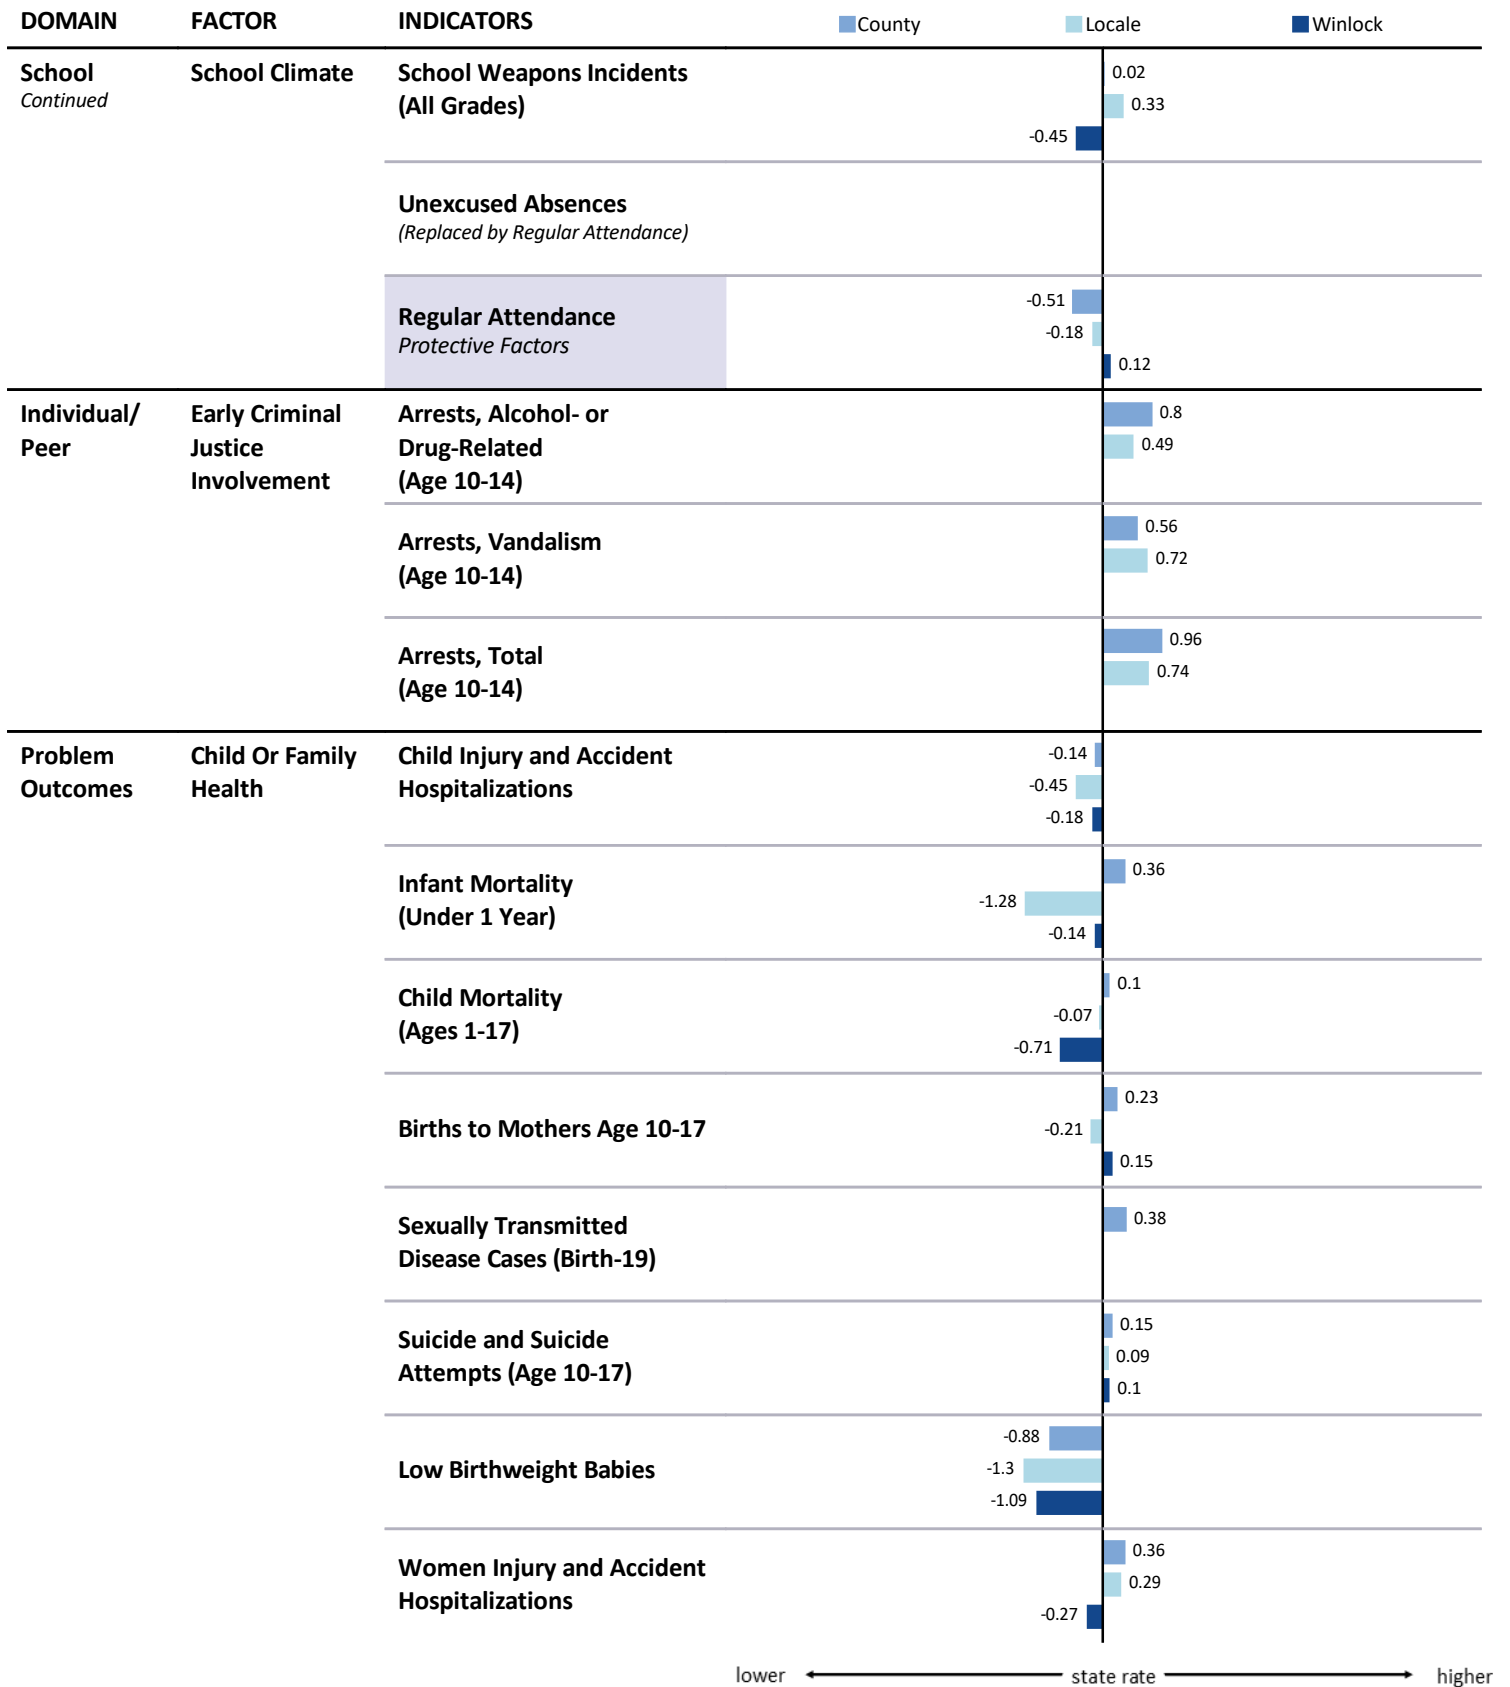 DOMAIN FACTOR INDICATORS County Locale Winlock
School School Climate School Weapons Incidents 0.02
Continued (All Grades) 0.33
-0.45
Unexcused Absences
(Replaced by Regular Attendance)
-0.51
Regular Attendance
Protective Factors -0.18
0.12
Individual/ Early Criminal Arrests, Alcohol- or 0.8
Peer Justice Drug-Related 0.49
Involvement (Age 10-14)
Arrests, Vandalism 0.56
(Age 10-14) 0.72
Arrests, Total 0.96
(Age 10-14) 0.74
Problem Child Or Family Child Injury and Accident -0.14
Outcomes Health Hospitalizations -0.45
-0.18
Infant Mortality 0.36
(Under 1 Year) -1.28
-0.14
Child Mortality 0.1
(Ages 1-17) -0.07
-0.71
0.23
Births to Mothers Age 10-17 -0.21
0.15
Sexually Transmitted 0.38
Disease Cases (Birth-19)
Suicide and Suicide 0.15
0.09
Attempts (Age 10-17) 0.1
-0.88
Low Birthweight Babies -1.3
-1.09
0.36
Women Injury and Accident 0.29
Hospitalizations -0.27
lower state rate higher